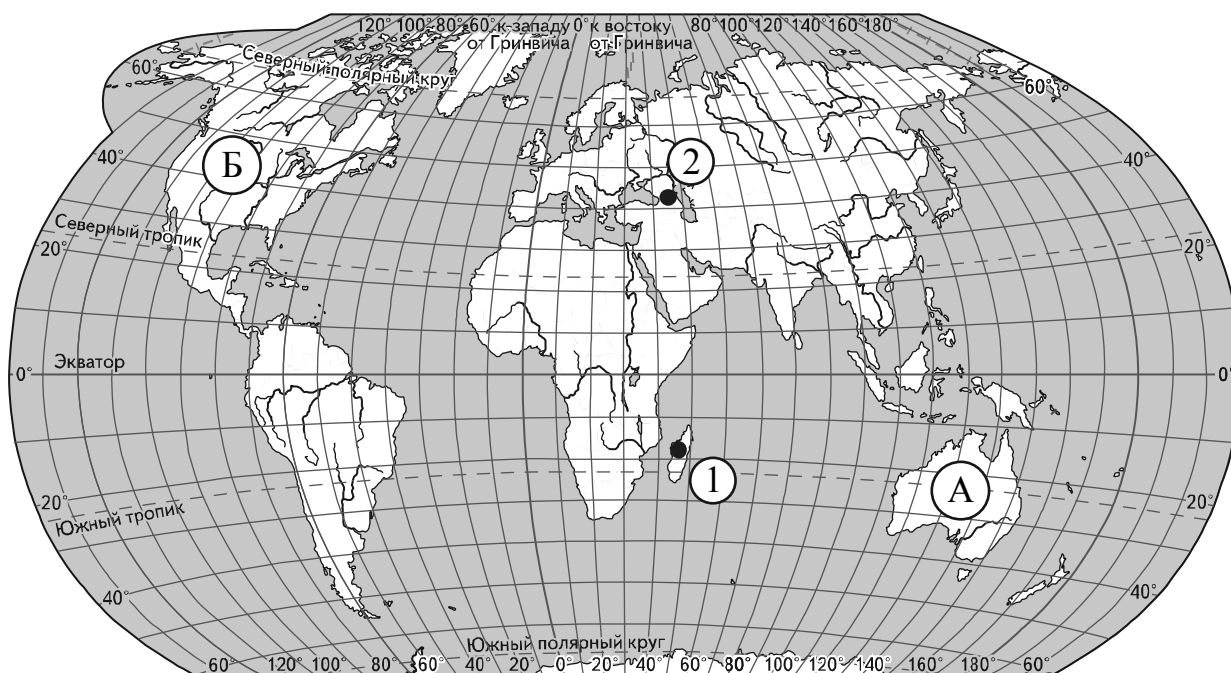 120° 100° 80° 60° к западу 0° к востоку 80° 100° 120° 140° 160° 180°
от Гринвича от Гринвича
Северный полярный круг
60° 60°
40° Б 2 40°
Северный тропик
20° 20°
Экватор
0° 0°
1 А
20° 20°
Южный тропик
40° 40°
Южный полярный круг
60° 120° 100° 80° 60° 40° 20° 0° 20° 40° 60° 80° 100° 120° 140° 160° 180° 60°